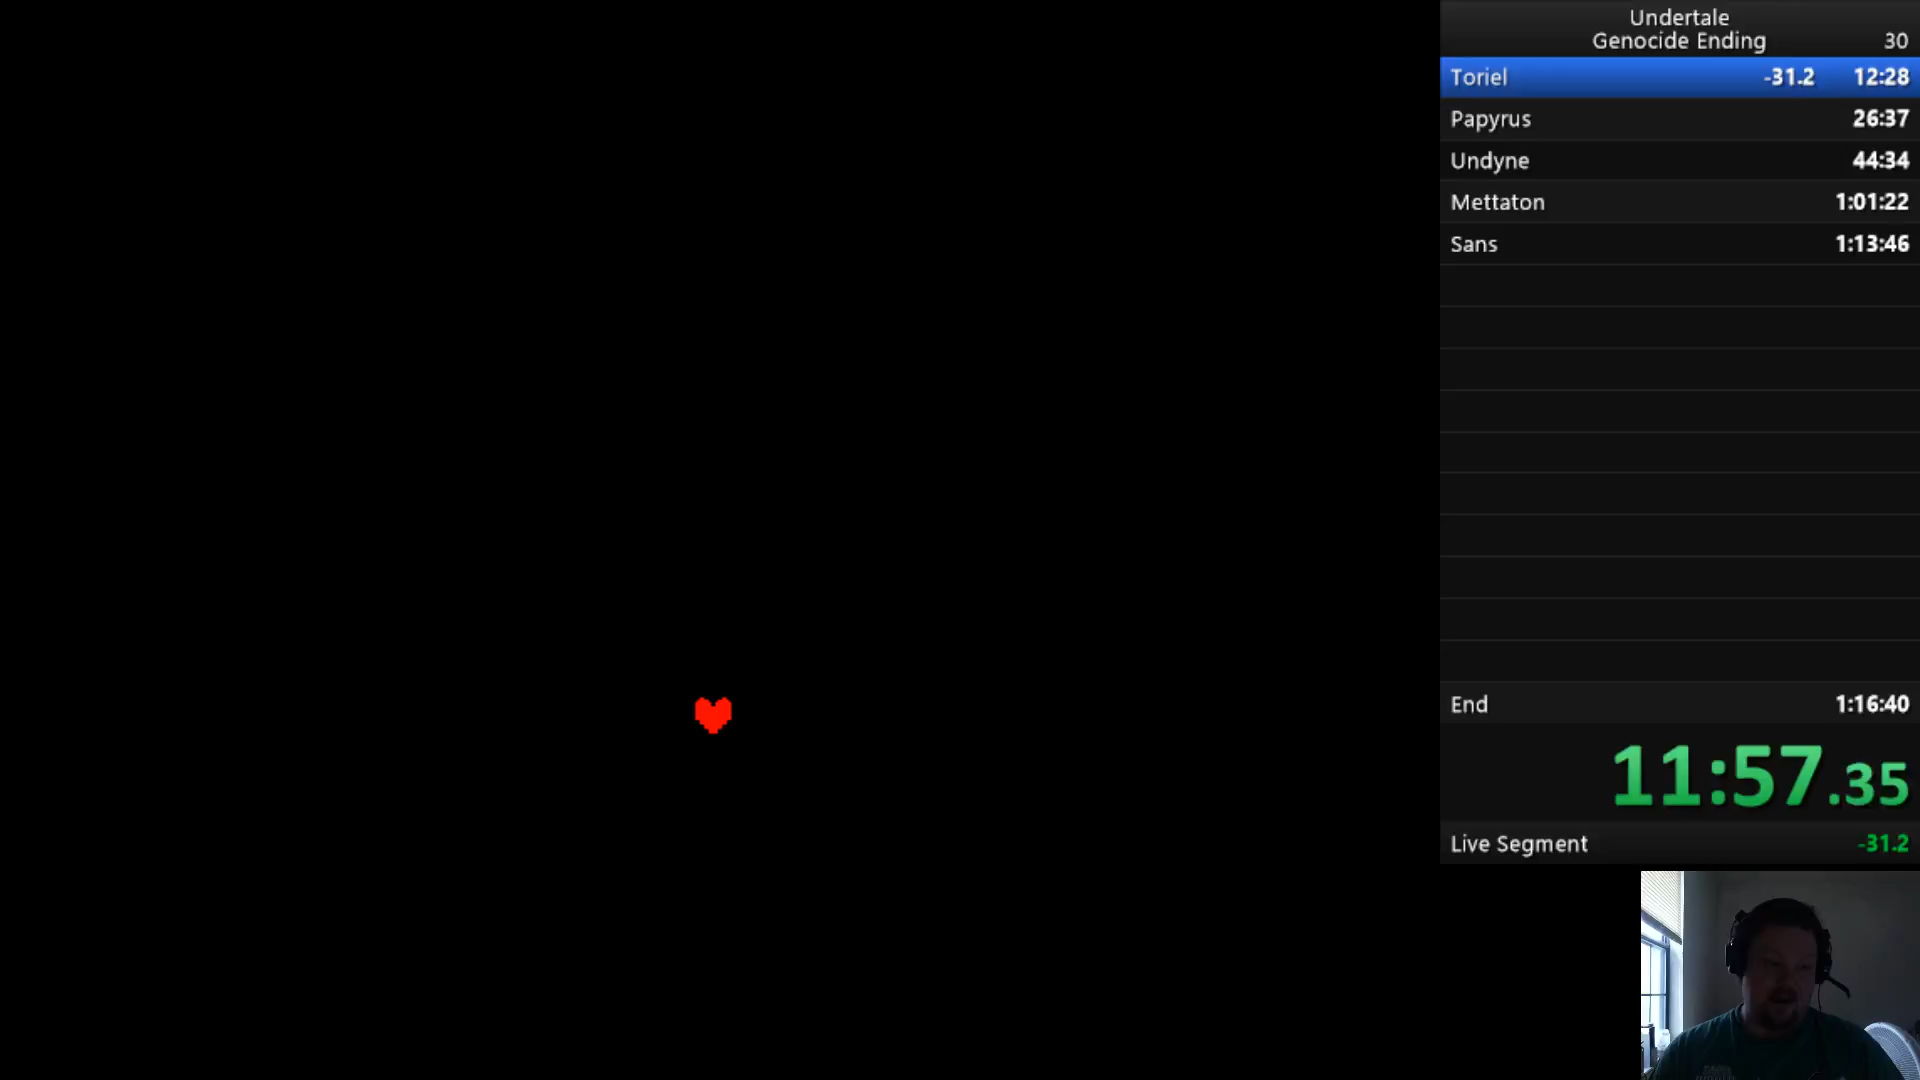 Undertale
Genocide Ending 30
Toriel -31.2 12:28
Papyrus 26:37
Undyne 44:34
Mettaton 1:01:22
Sans 1:13:46
End 1:16:40
11:57.35
Live Segment -31.2